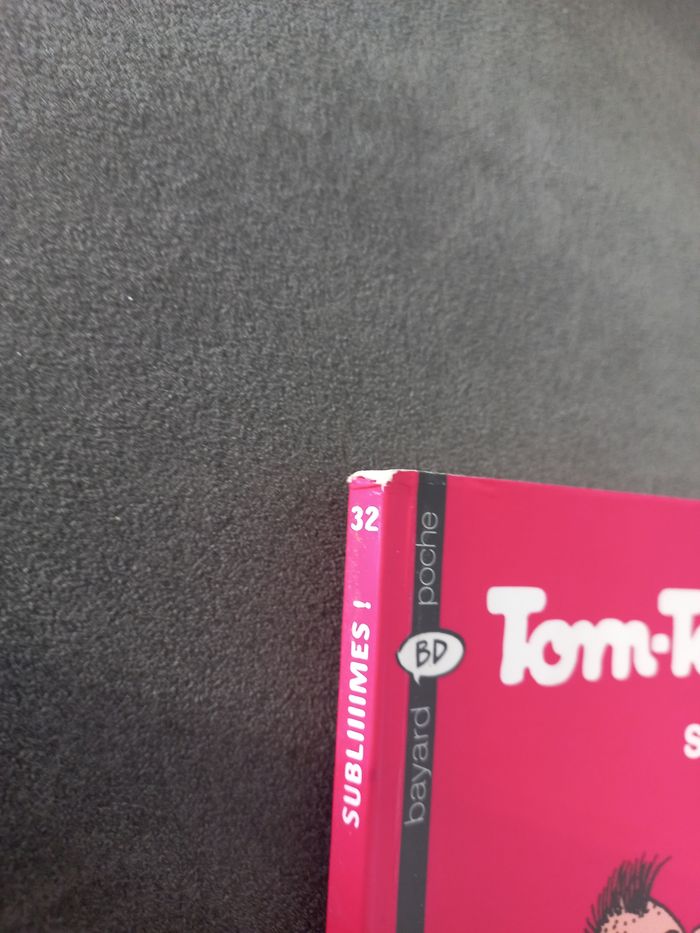 32
SUBLIIIIMES !
poche
BD
bayard
Tom-T
S